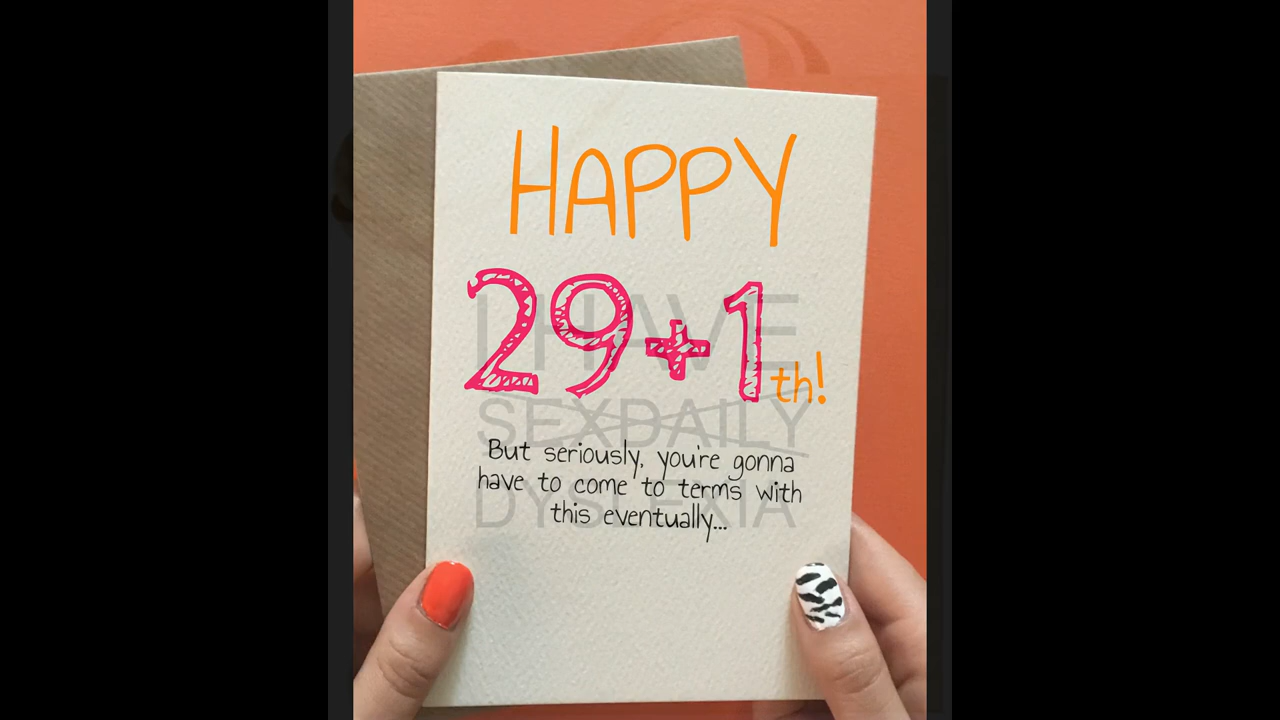 HAPPY
29+1th!
I HAVE
SEXDAILY
DYSLEXIA
But seriously, you're gonna
have to come to terms with
this eventually...